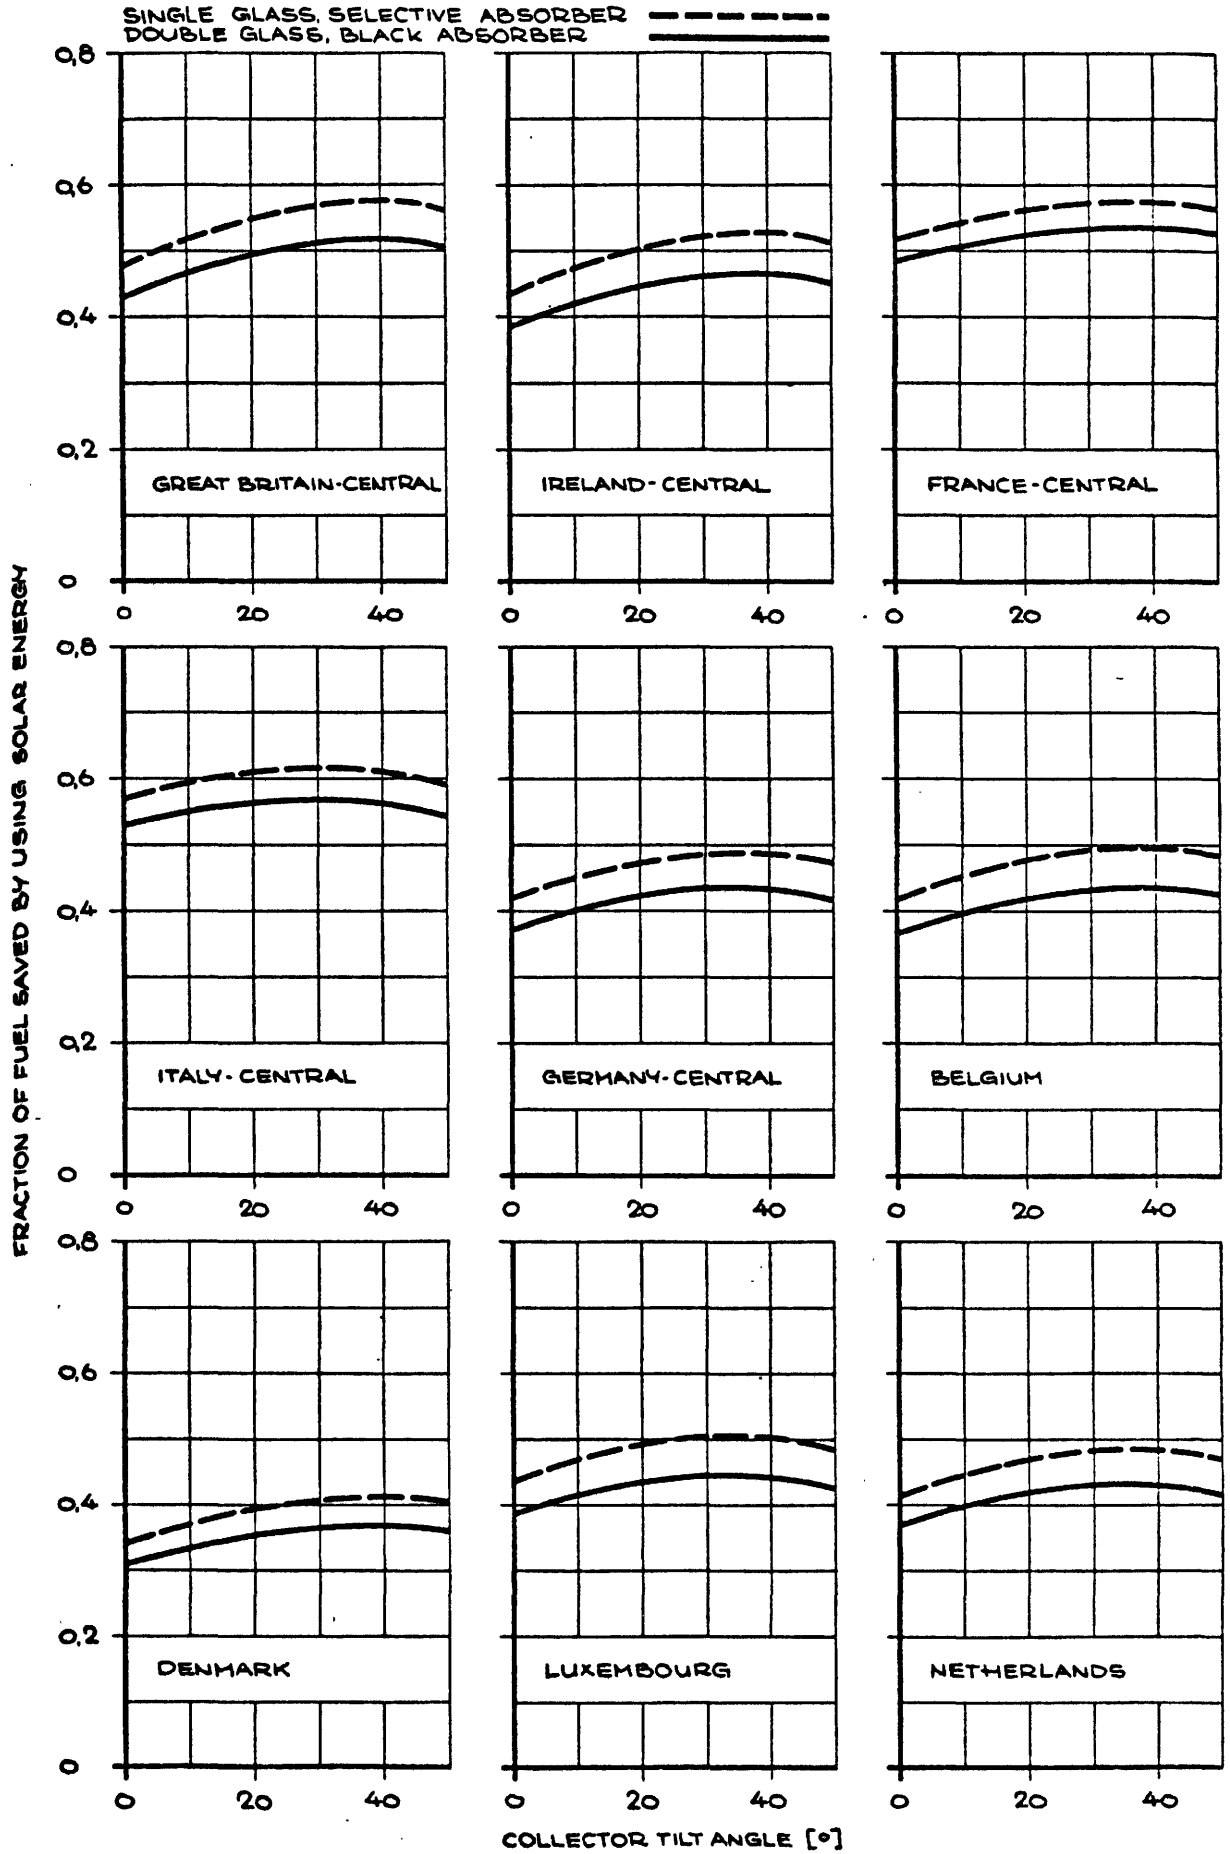 SINGLE GLASS, SELECTIVE ABSORBER
DOUBLE GLASS, BLACK ABSORBER
FRACTION OF FUEL SAVED BY USING SOLAR ENERGY
0,8
0,6
0,4
0,2
0
GREAT BRITAIN-CENTRAL
0 20 40
IRELAND-CENTRAL
0 20 40
FRANCE-CENTRAL
0 20 40
0,8
0,6
0,4
0,2
0
ITALY-CENTRAL
0 20 40
GERMANY-CENTRAL
0 20 40
BELGIUM
0 20 40
0,8
0,6
0,4
0,2
0
DENMARK
0 20 40
LUXEMBOURG
0 20 40
NETHERLANDS
0 20 40
COLLECTOR TILT ANGLE [°]